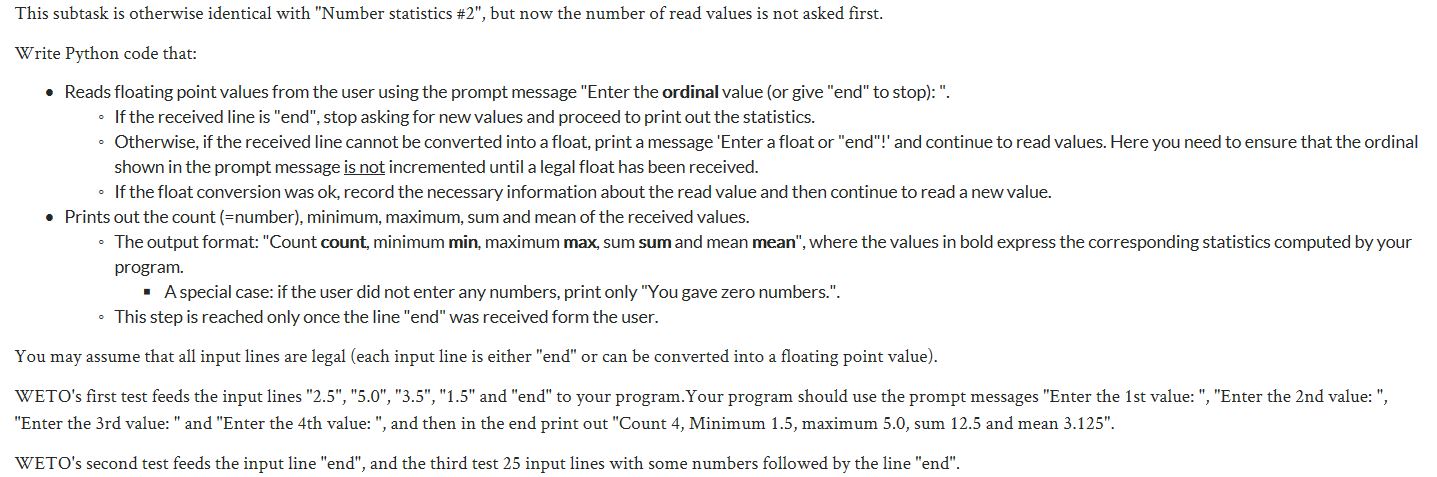 This subtask is otherwise identical with "Number statistics #2", but now the number of read values is not asked first.
Write Python code that:
• Reads floating point values from the user using the prompt message "Enter the ordinal value (or give "end" to stop): ".
◦ If the received line is "end", stop asking for new values and proceed to print out the statistics.
◦ Otherwise, if the received line cannot be converted into a float, print a message 'Enter a float or "end"!' and continue to read values. Here you need to ensure that the ordinal
shown in the prompt message is not incremented until a legal float has been received.
◦ If the float conversion was ok, record the necessary information about the read value and then continue to read a new value.
• Prints out the count (=number), minimum, maximum, sum and mean of the received values.
◦ The output format: "Count count, minimum min, maximum max, sum sum and mean mean", where the values in bold express the corresponding statistics computed by your
program.
▪ A special case: if the user did not enter any numbers, print only "You gave zero numbers.".
◦ This step is reached only once the line "end" was received form the user.
You may assume that all input lines are legal (each input line is either "end" or can be converted into a floating point value).
WETO's first test feeds the input lines "2.5", "5.0", "3.5", "1.5" and "end" to your program.Your program should use the prompt messages "Enter the 1st value: ", "Enter the 2nd value: ",
"Enter the 3rd value: " and "Enter the 4th value: ", and then in the end print out "Count 4, Minimum 1.5, maximum 5.0, sum 12.5 and mean 3.125".
WETO's second test feeds the input line "end", and the third test 25 input lines with some numbers followed by the line "end".